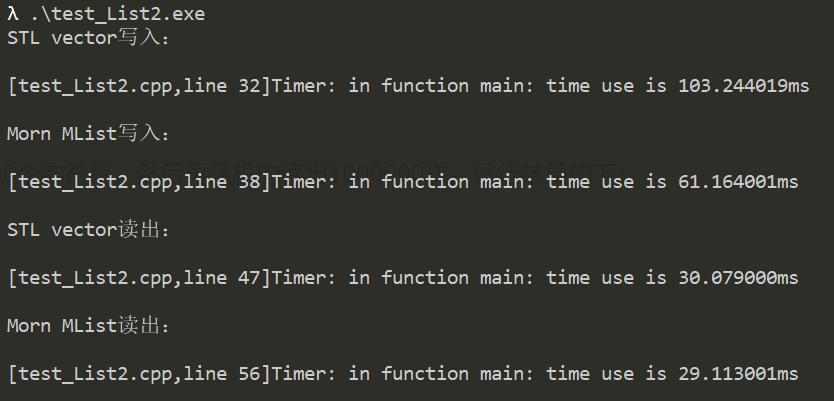 λ .\test_List2.exe
STL vector写入:
[test_List2.cpp,line 32]Timer: in function main: time use is 103.244019ms
Morn MList写入:
[test_List2.cpp,line 38]Timer: in function main: time use is 61.164001ms
STL vector读出:
[test_List2.cpp,line 47]Timer: in function main: time use is 30.079000ms
Morn MList读出:
[test_List2.cpp,line 56]Timer: in function main: time use is 29.113001ms